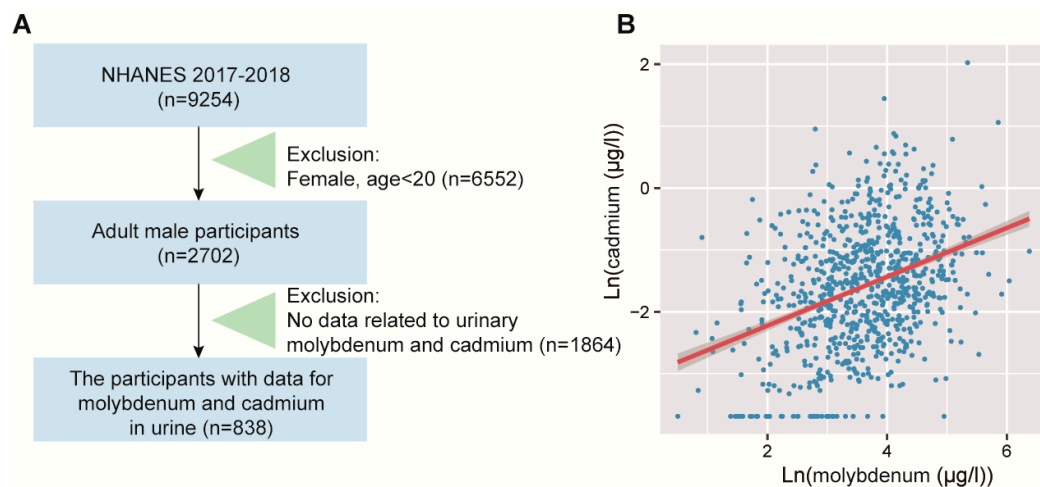 A
NHANES 2017-2018
(n=9254)
Exclusion:
Female, age<20 (n=6552)
Adult male participants
(n=2702)
Exclusion:
No data related to urinary
molybdenum and cadmium (n=1864)
The participants with data for
molybdenum and cadmium
in urine (n=838)
B
Ln(cadmium (µg/l))
2
0
−2
2 4 6
Ln(molybdenum (µg/l))